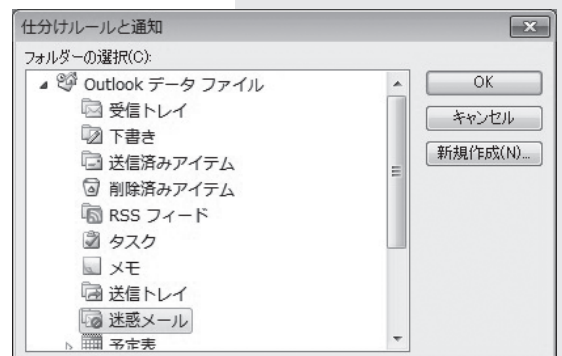 仕分けルールと通知
フォルダーの選択(C):
Outlook データ ファイル
受信トレイ
下書き
送信済みアイテム
削除済みアイテム
RSS フィード
タスク
メモ
送信トレイ
迷惑メール
予定表
OK
キャンセル
新規作成(N)...